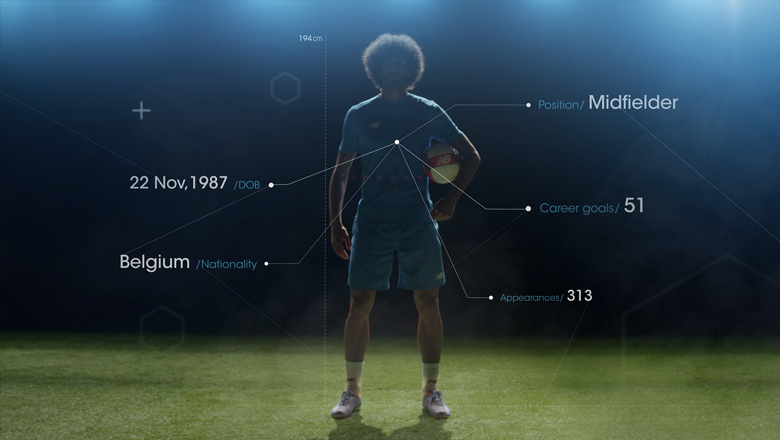 194cm
Position/ Midfielder
22 Nov,1987 /DOB
Career goals/ 51
Belgium /Nationality
Appearances/ 313